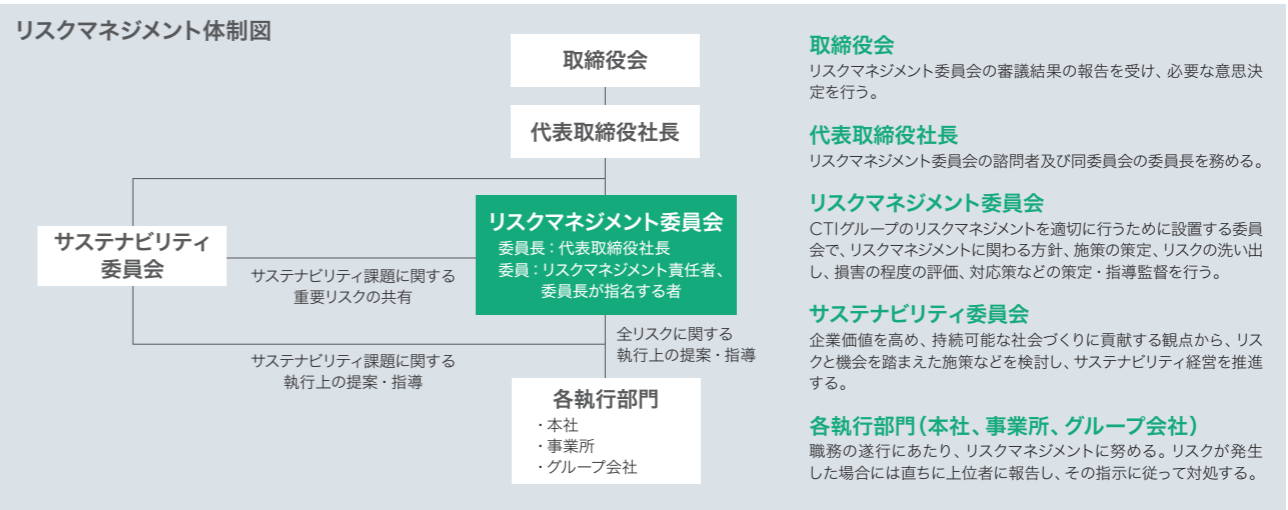 リスクマネジメント体制図
取締役会
代表取締役社長
サステナビリティ
委員会
リスクマネジメント委員会
委員長：代表取締役社長
委員：リスクマネジメント責任者、
委員長が指名する者
サステナビリティ課題に関する
重要リスクの共有
全リスクに関する
執行上の提案・指導
サステナビリティ課題に関する
執行上の提案・指導
各執行部門
・本社
・事業所
・グループ会社
取締役会
リスクマネジメント委員会の審議結果の報告を受け、必要な意思決
定を行う。
代表取締役社長
リスクマネジメント委員会の諮問者及び同委員会の委員長を務める。
リスクマネジメント委員会
CTIグループのリスクマネジメントを適切に行うために設置する委員
会で、リスクマネジメントに関わる方針、施策の策定、リスクの洗い出
し、損害の程度の評価、対応策などの策定・指導監督を行う。
サステナビリティ委員会
企業価値を高め、持続可能な社会づくりに貢献する観点から、リス
クと機会を踏まえた施策などを検討し、サステナビリティ経営を推進
する。
各執行部門（本社、事業所、グループ会社）
職務の遂行にあたり、リスクマネジメントに努める。リスクが発生
した場合には直ちに上位者に報告し、その指示に従って対処する。